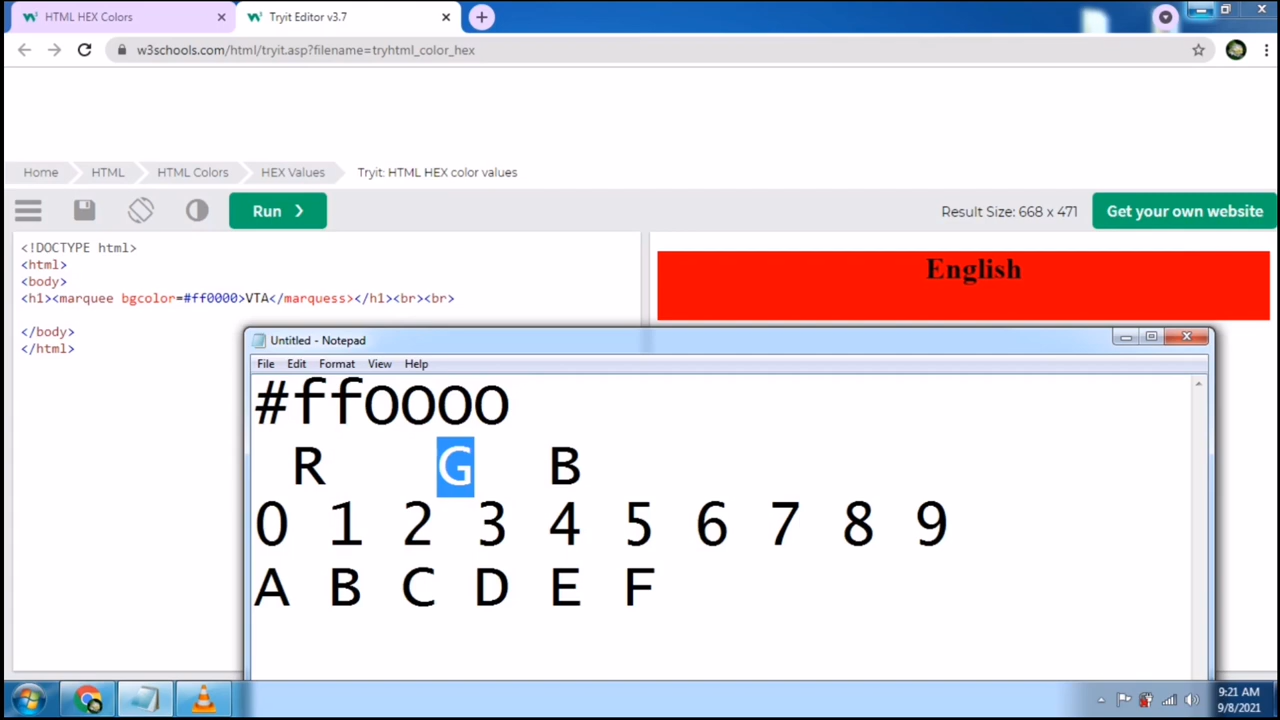 HTML HEX Colors
Tryit Editor v3.7
w3schools.com/html/tryit.asp?filename=tryhtml_color_hex
Home HTML HTML Colors HEX Values Tryit: HTML HEX color values
Run ❯ Result Size: 668 x 471 Get your own website
<!DOCTYPE html>
<html>
<body>
<h1><marquee bgcolor=#ff0000>VTA</marquess></h1><br><br>
</body>
</html>
English
Untitled - Notepad
File Edit Format View Help
#ff0000
R G B
0 1 2 3 4 5 6 7 8 9
A B C D E F
9:21 AM
9/8/2021